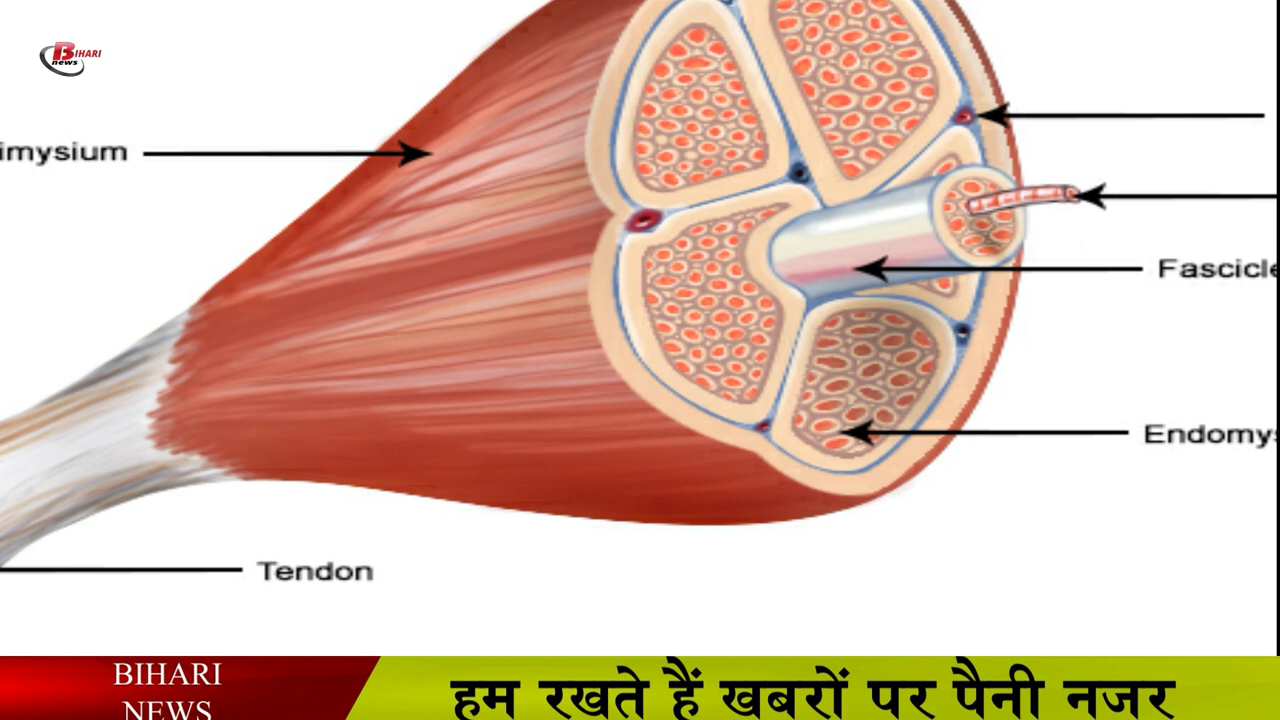 BIHARI
news
imysium
Fascicle
Endomys
Tendon
BIHARI
NEWS
हम रखते हैं खबरों पर पैनी नजर